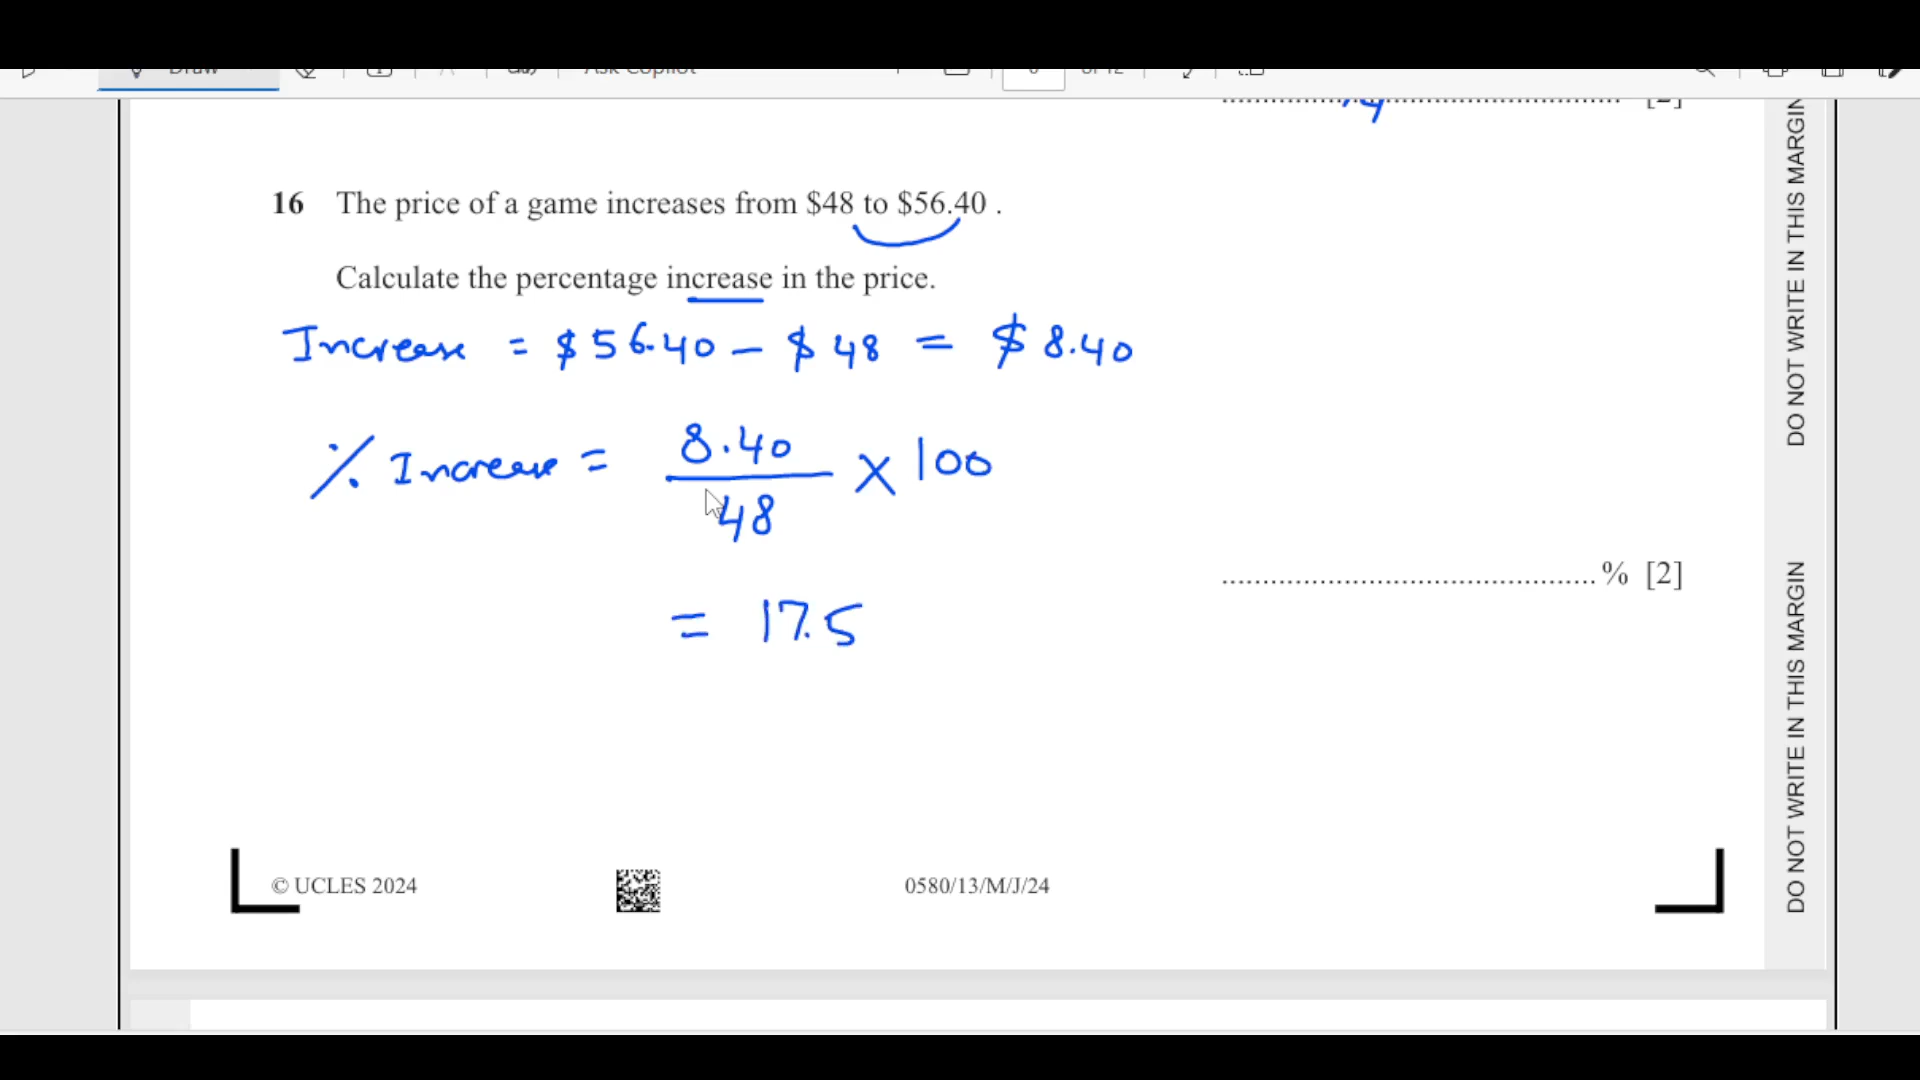 [2]
16 The price of a game increases from $48 to $56.40 .
Calculate the percentage increase in the price.
Increase = $56.40 - $48 = $8.40
% Increase = 8.40
48
× 100
.............................................. % [2]
= 17.5
© UCLES 2024
0580/13/M/J/24
DO NOT WRITE IN THIS MARGIN
DO NOT WRITE IN THIS MARGIN